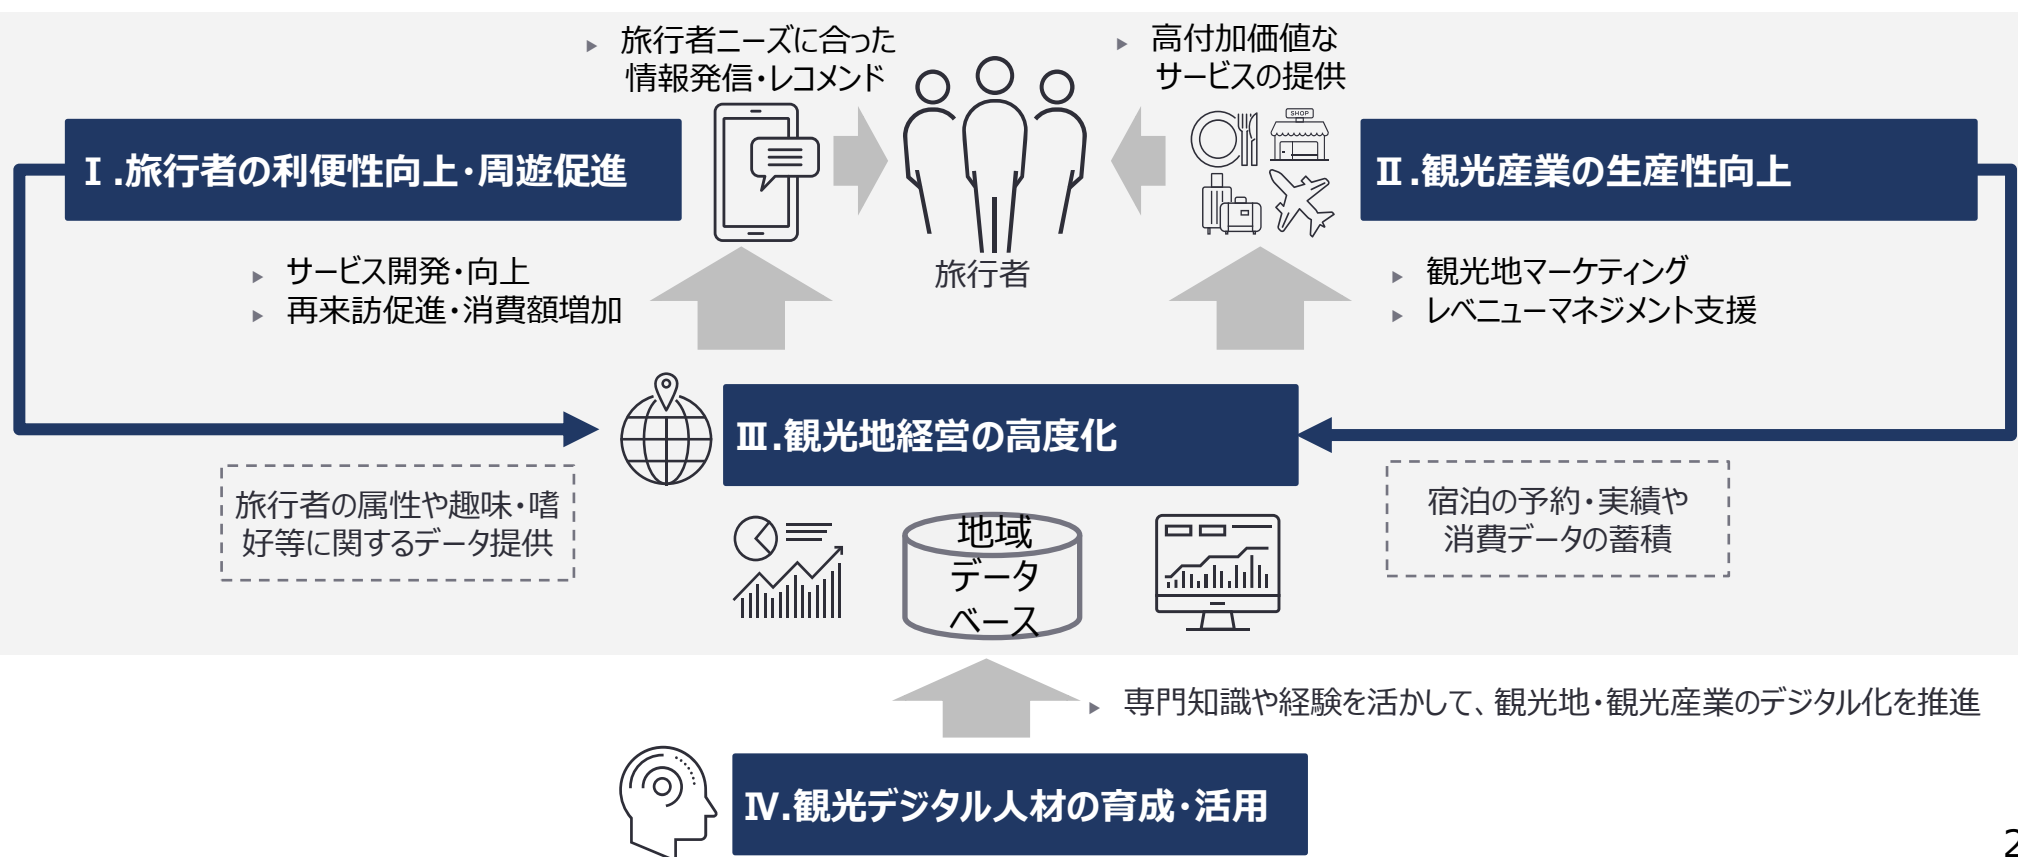 ▶ 旅行者ニーズに合った
情報発信・レコメンド
▶ 高付加価値な
サービスの提供
SHOP
Ⅰ.旅行者の利便性向上・周遊促進
Ⅱ.観光産業の生産性向上
旅行者
▶ サービス開発・向上
▶ 再来訪促進・消費額増加
▶ 観光地マーケティング
▶ レベニューマネジメント支援
Ⅲ.観光地経営の高度化
旅行者の属性や趣味・嗜
好等に関するデータ提供
地域
データ
ベース
宿泊の予約・実績や
消費データの蓄積
▶ 専門知識や経験を活かして、観光地・観光産業のデジタル化を推進
Ⅳ.観光デジタル人材の育成・活用
2